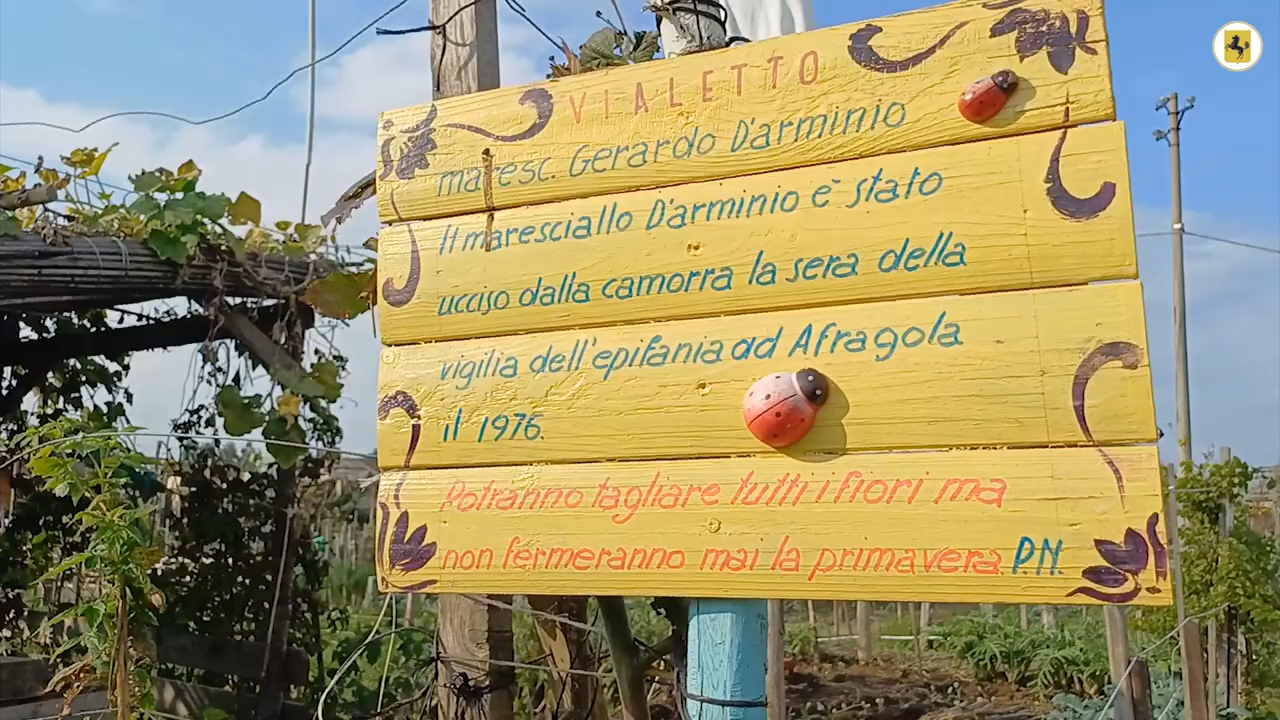 VIALETTO
maresc. Gerardo D'arminio
Il maresciallo D'arminio è stato
ucciso dalla camorra la sera della
vigilia dell'epifania ad Afragola
il 1976.
Potranno tagliare tutti i fiori ma
non fermeranno mai la primavera. P.N.